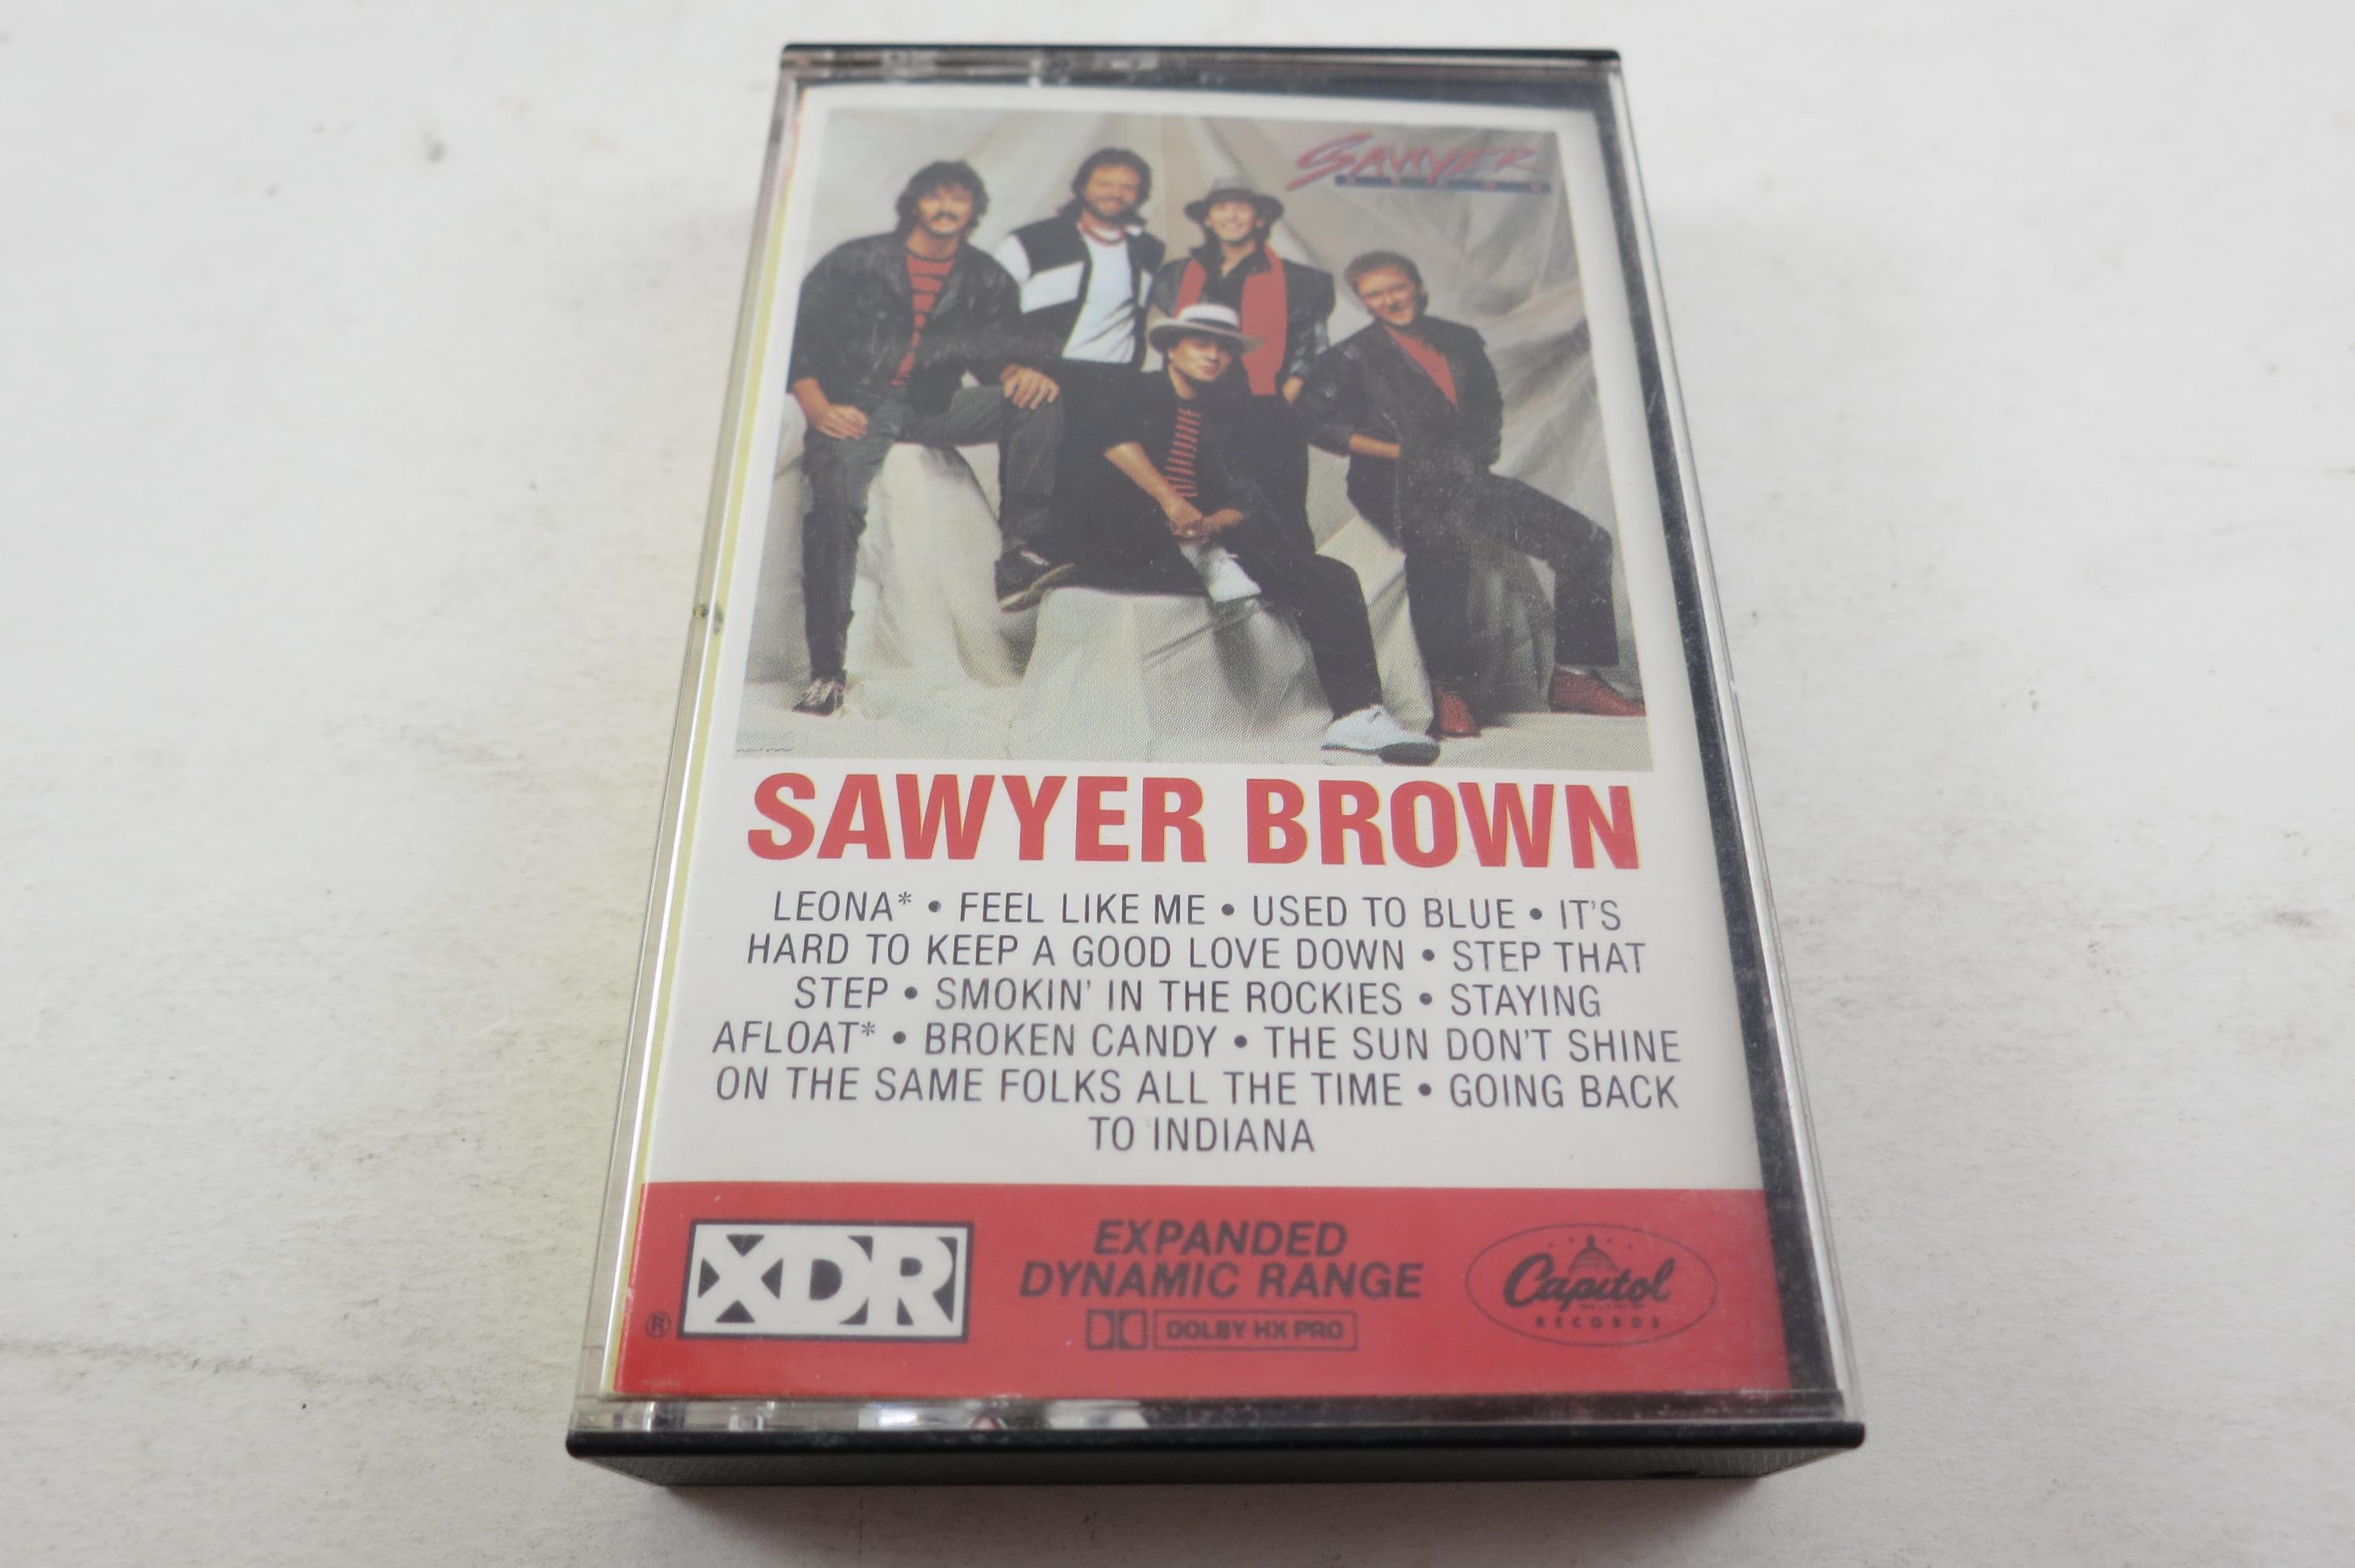 SAWYER
SAWYER BROWN
LEONA* • FEEL LIKE ME • USED TO BLUE • IT'S
HARD TO KEEP A GOOD LOVE DOWN • STEP THAT
STEP • SMOKIN' IN THE ROCKIES • STAYING
AFLOAT* • BROKEN CANDY • THE SUN DON'T SHINE
ON THE SAME FOLKS ALL THE TIME • GOING BACK
TO INDIANA
® XDR
EXPANDED
DYNAMIC RANGE
DOLBY HX PRO
Capitol
RECORDS